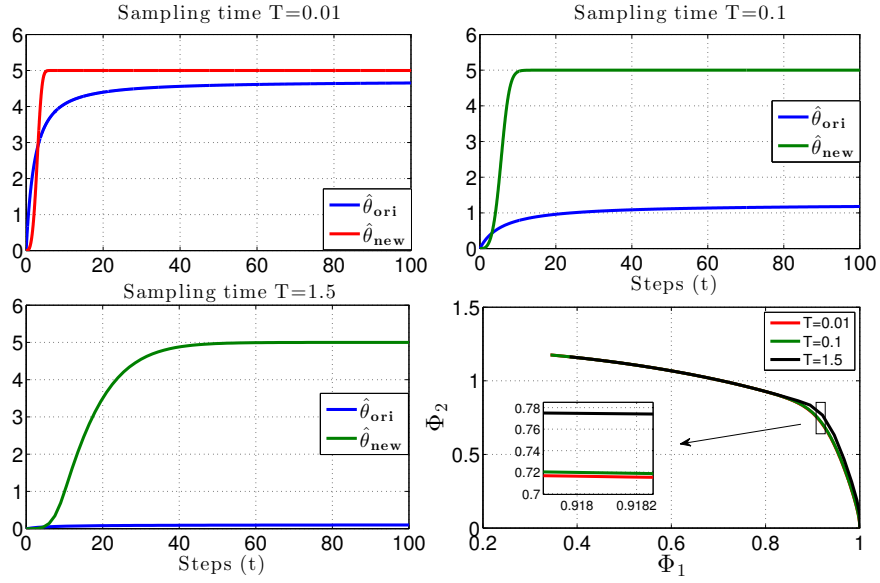 Sampling time T=0.01
6
5
4
3
2
1
0
0 20 40 60 80 100
θ̂ori
θ̂new
Sampling time T=0.1
6
5
4
3
2
1
0
0 20 40 60 80 100
Steps (t)
θ̂ori
θ̂new
Sampling time T=1.5
6
5
4
3
2
1
0
0 20 40 60 80 100
Steps (t)
θ̂ori
θ̂new
1.5
1
0.5
0
0.2 0.4 0.6 0.8 1
Φ2
Φ1
T=0.01
T=0.1
T=1.5
0.78
0.76
0.74
0.72
0.7
0.918 0.9182